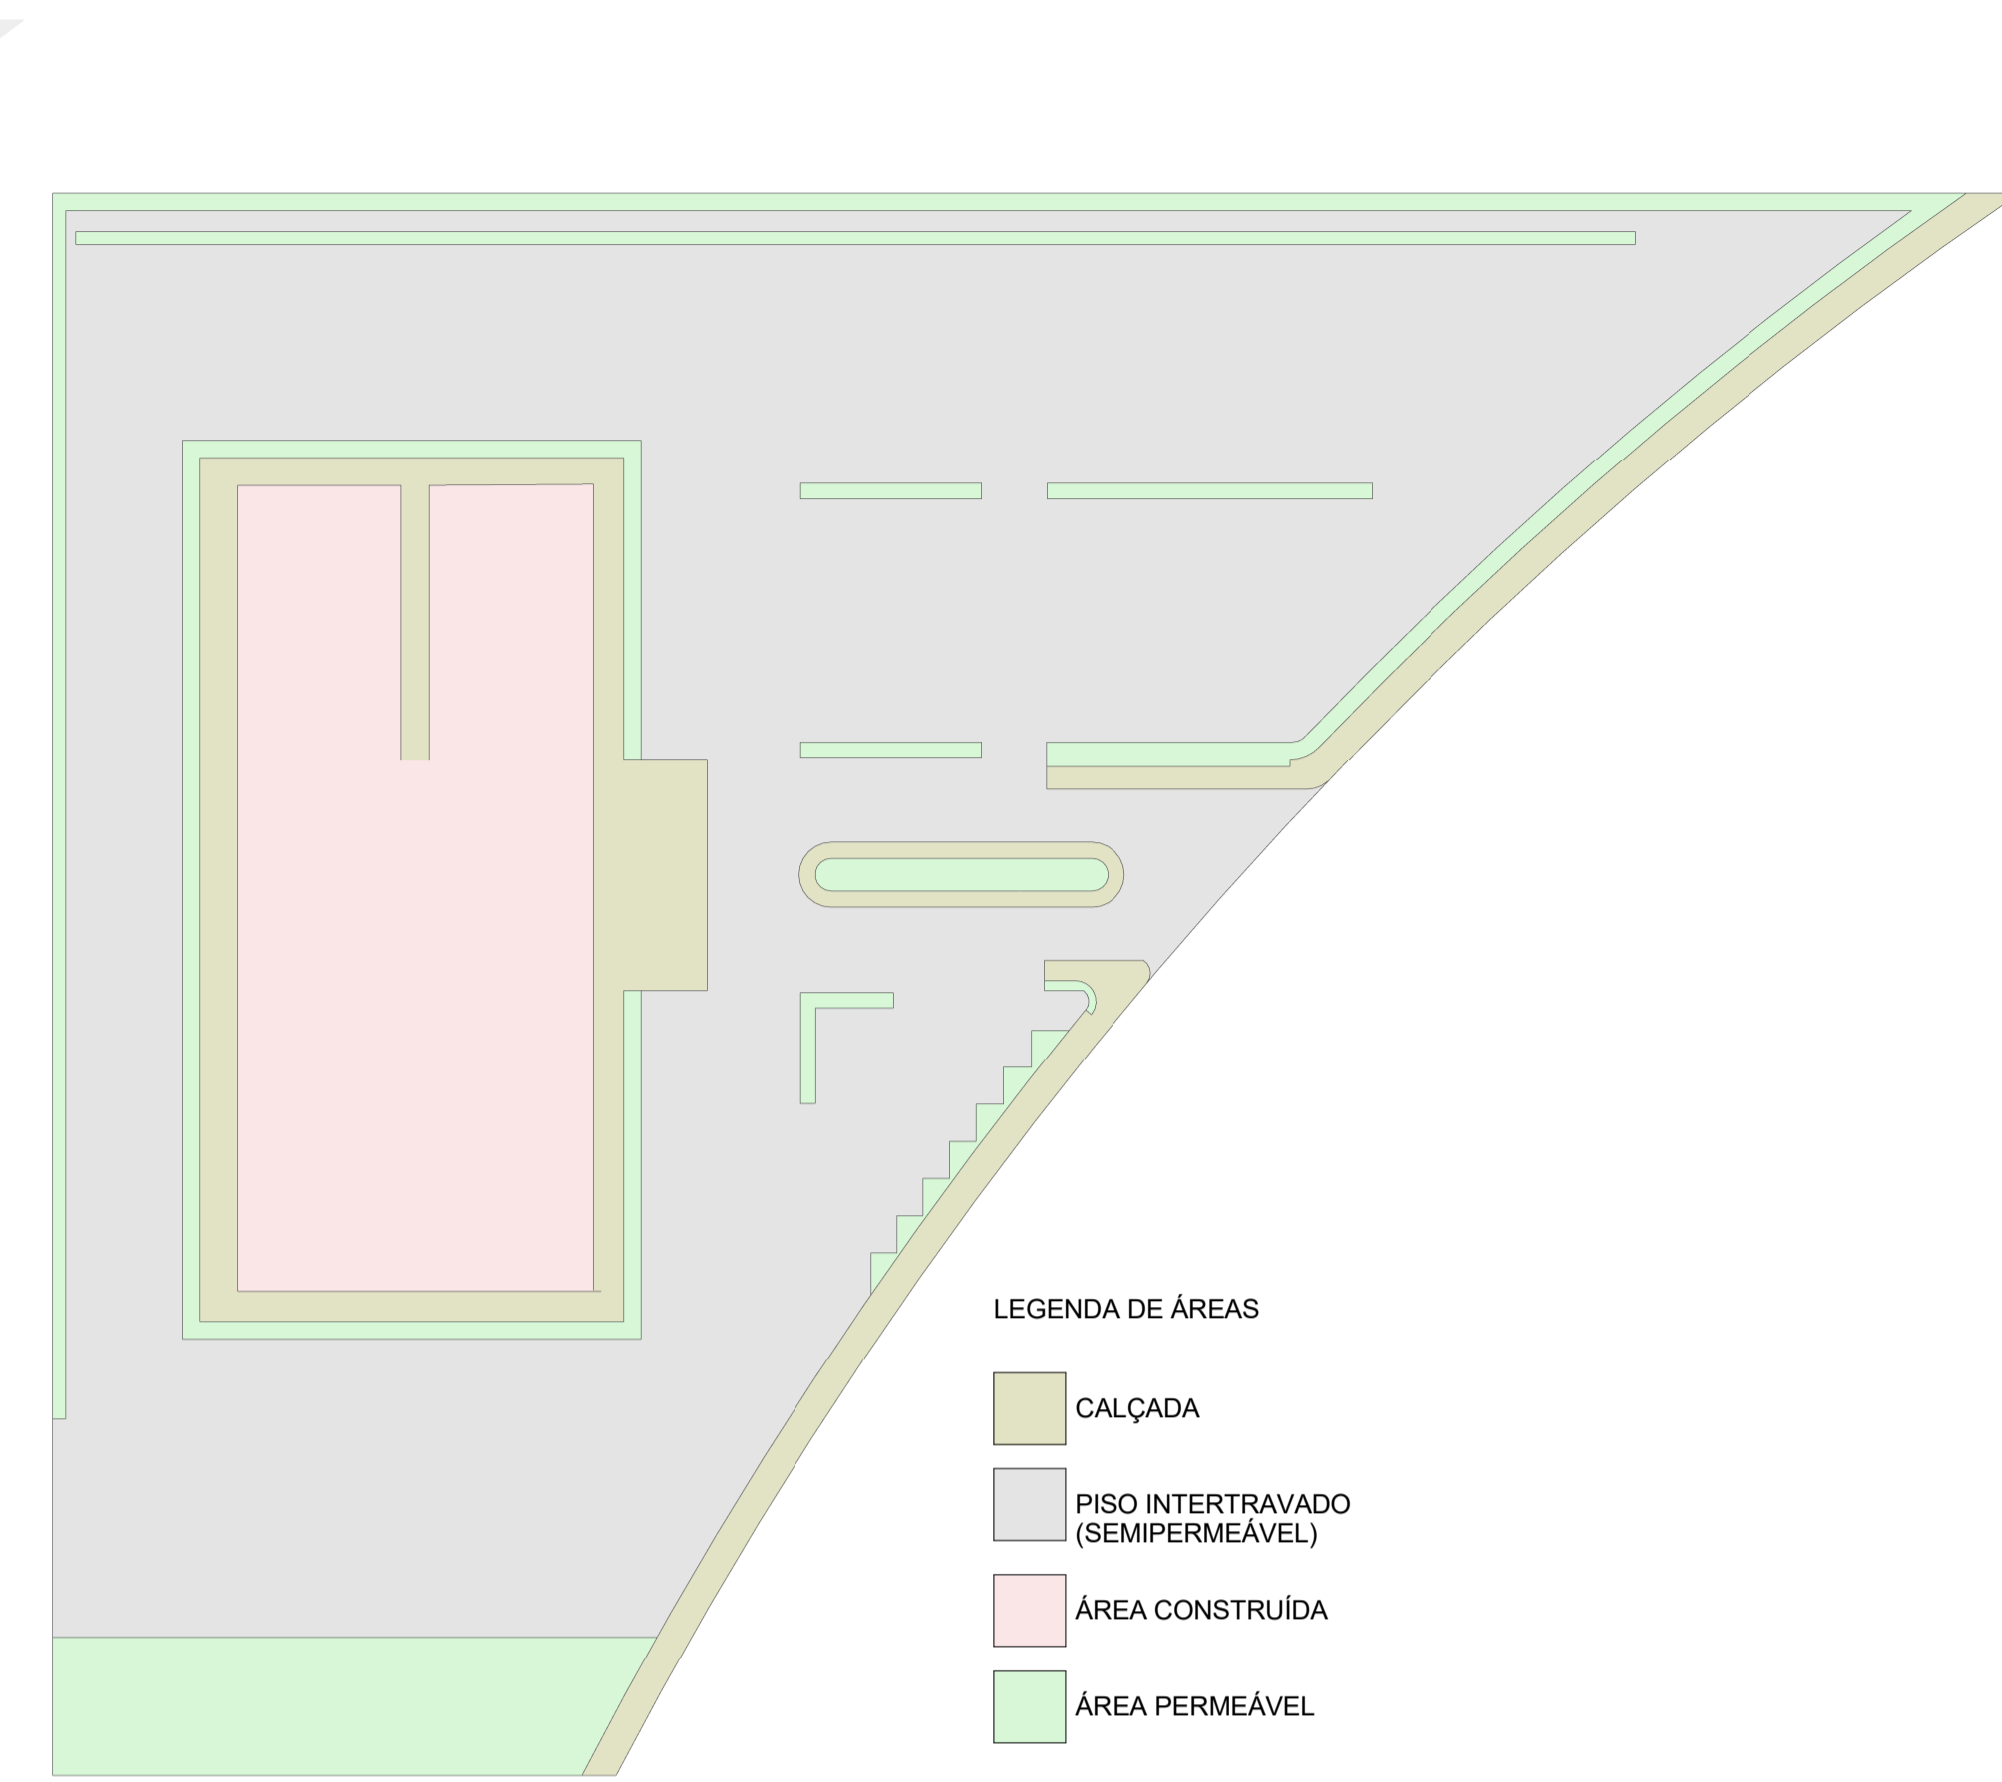 LEGENDA DE ÁREAS
CALÇADA
PISO INTERTRAVADO
(SEMIPERMEÁVEL)
ÁREA CONSTRUÍDA
ÁREA PERMEÁVEL